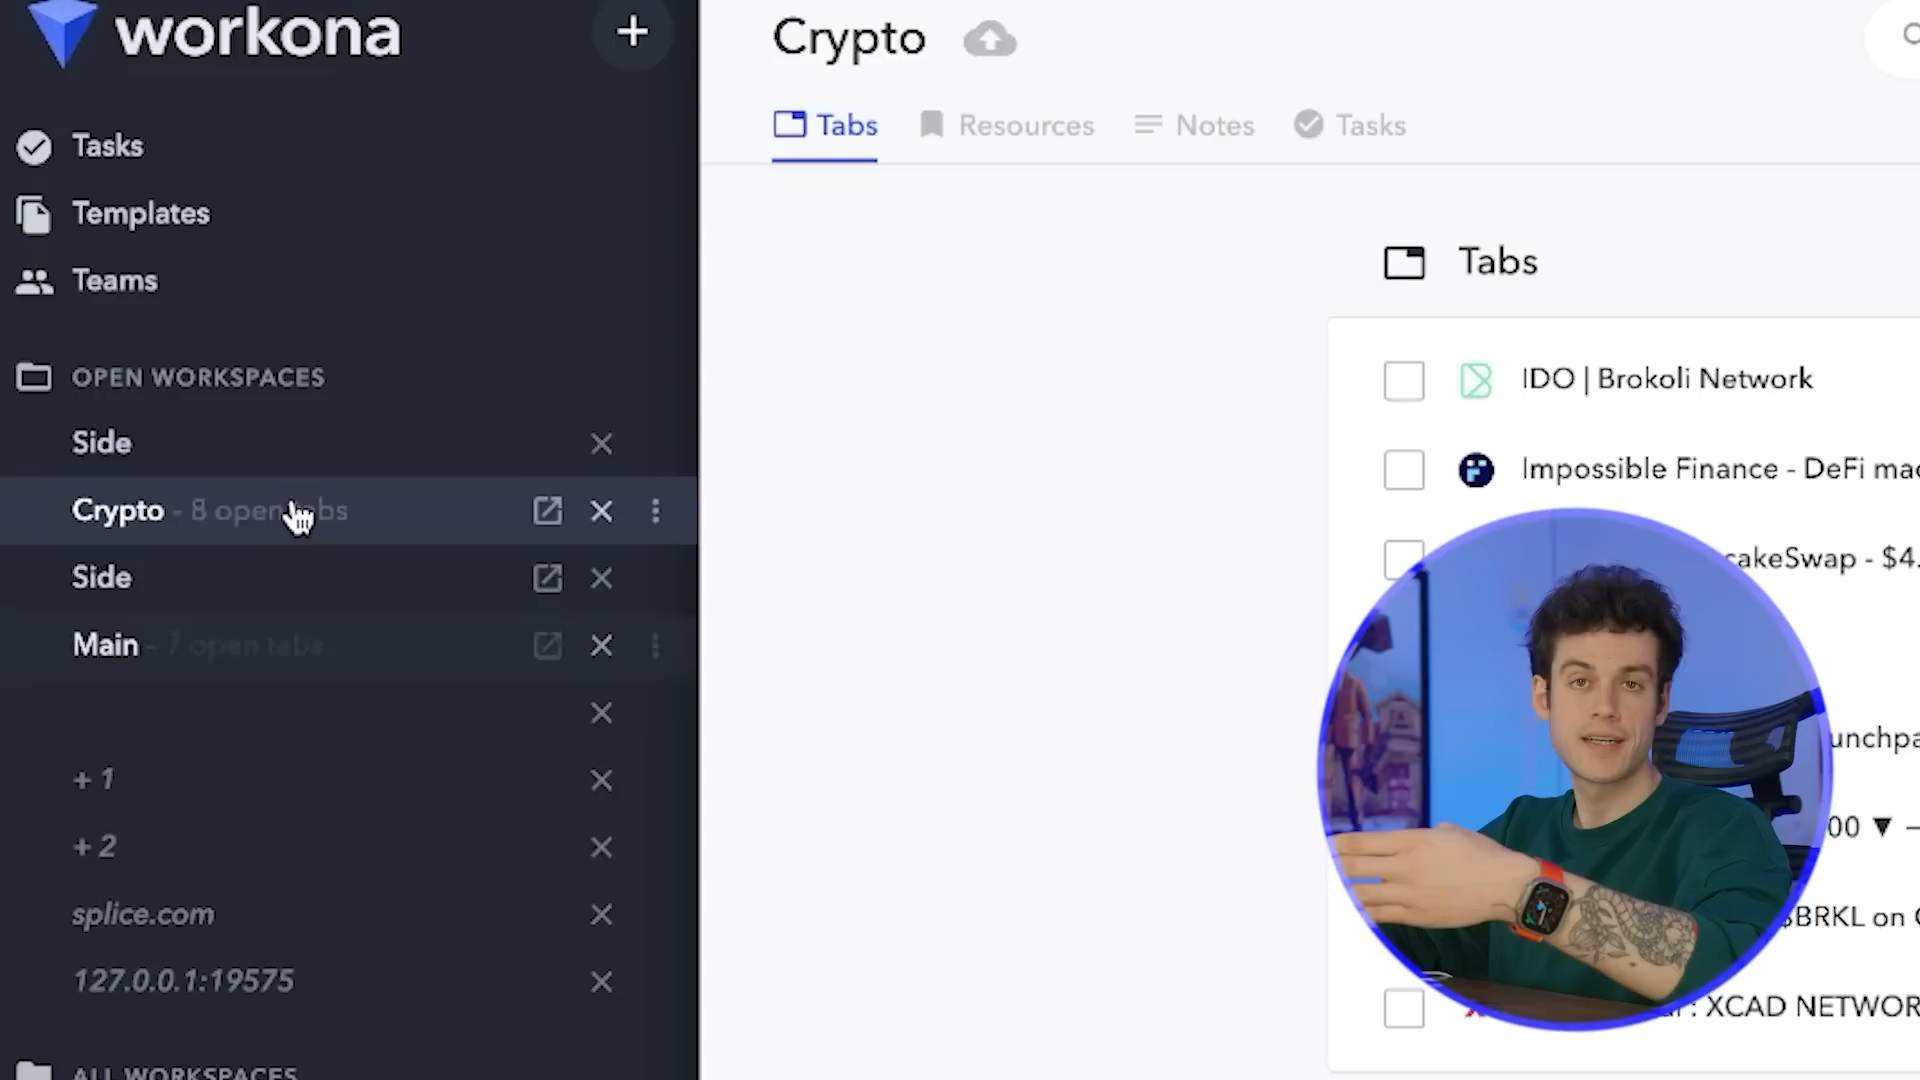 workona
+
Tasks
Templates
Teams
OPEN WORKSPACES
Side
Crypto - 8 open tabs
Side
Main - 7 open tabs
+ 1
+ 2
splice.com
127.0.0.1:19575
ALL WORKSPACES
Crypto
Tabs Resources Notes Tasks
Tabs
IDO | Brokoli Network
Impossible Finance - DeFi mad
cakeSwap - $4.
unchpa
00 ▼ –
$BRKL on
: XCAD NETWOR